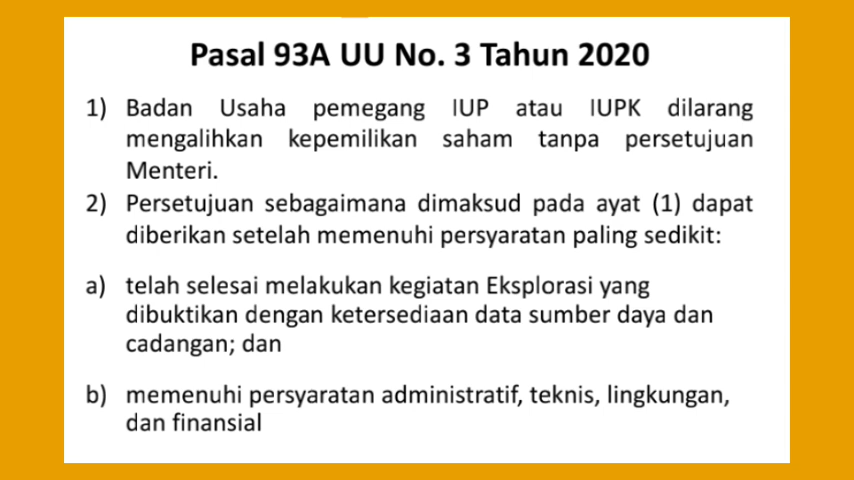 Pasal 93A UU No. 3 Tahun 2020
1) Badan Usaha pemegang IUP atau IUPK dilarang
mengalihkan kepemilikan saham tanpa persetujuan
Menteri.
2) Persetujuan sebagaimana dimaksud pada ayat (1) dapat
diberikan setelah memenuhi persyaratan paling sedikit:
a) telah selesai melakukan kegiatan Eksplorasi yang
dibuktikan dengan ketersediaan data sumber daya dan
cadangan; dan
b) memenuhi persyaratan administratif, teknis, lingkungan,
dan finansial